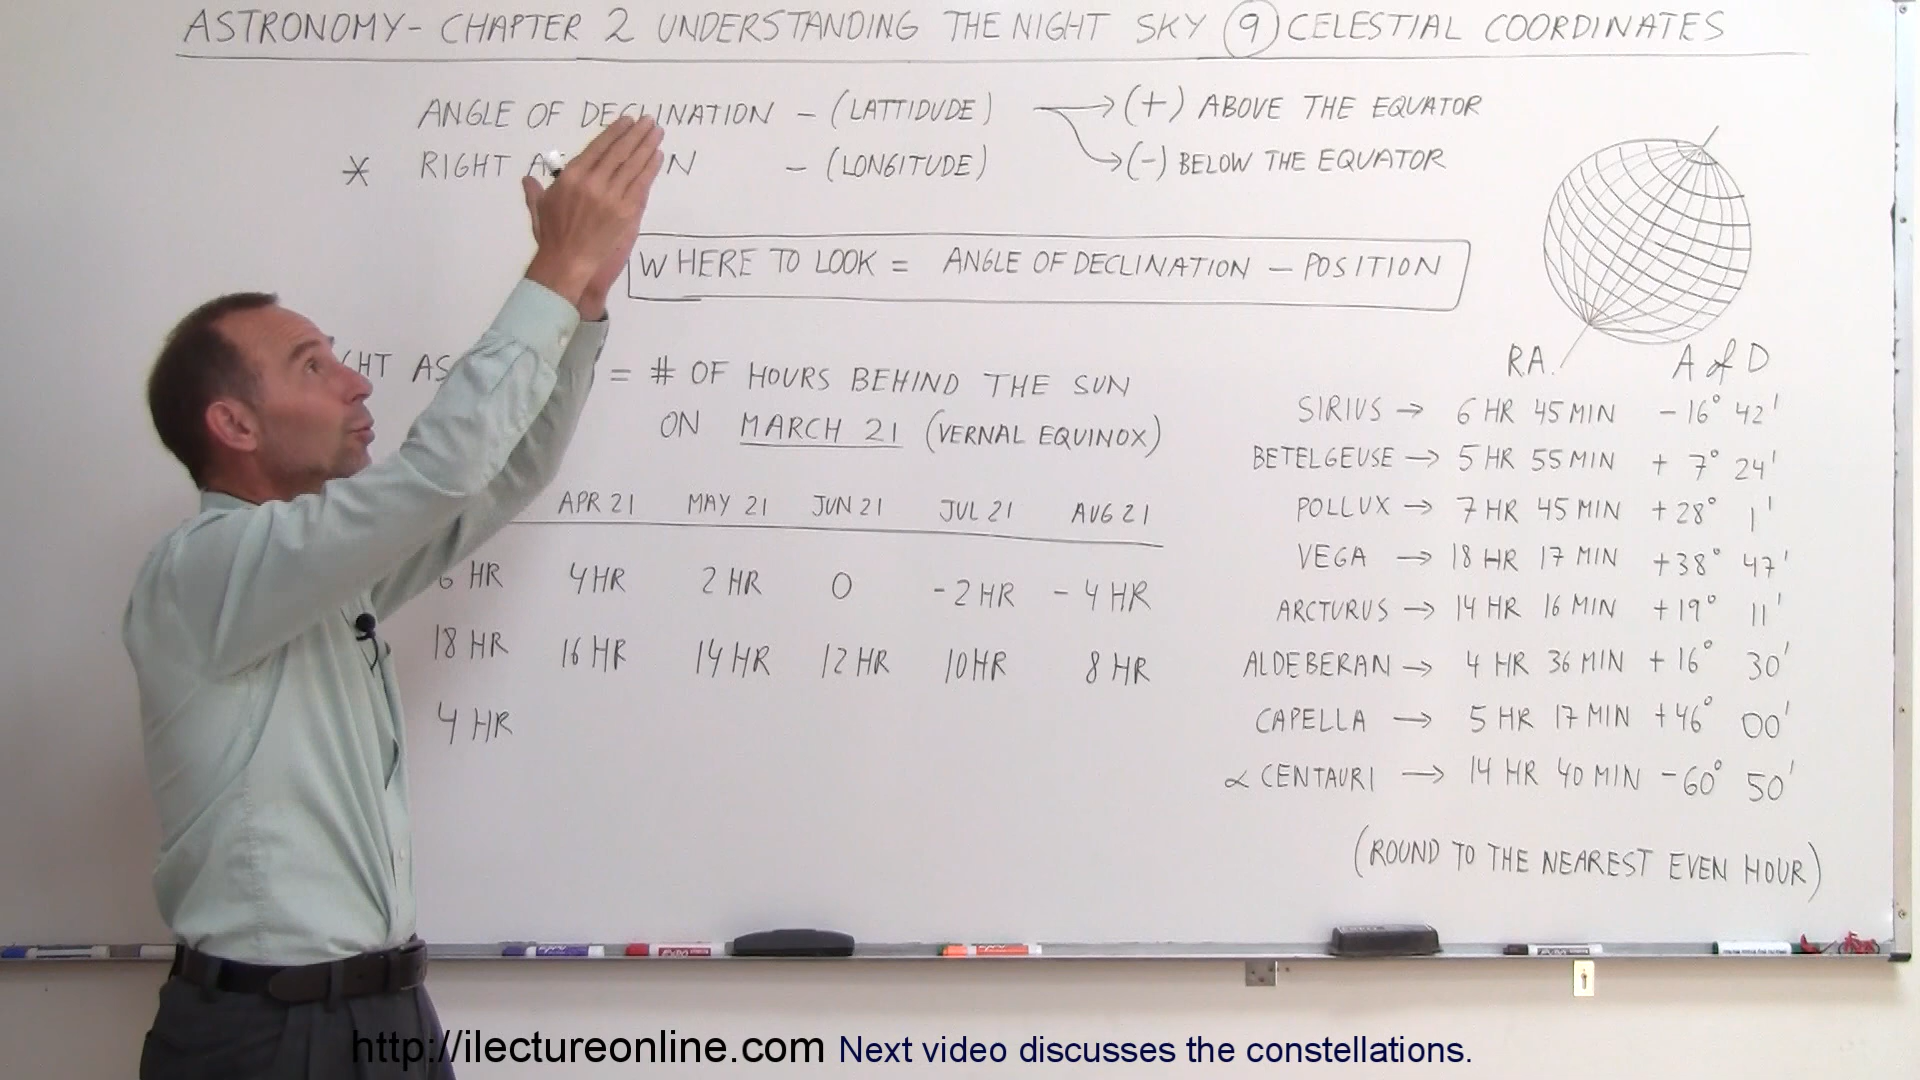 ASTRONOMY - CHAPTER 2 UNDERSTANDING THE NIGHT SKY 9 CELESTIAL COORDINATES
ANGLE OF DECLINATION - (LATTIDUDE) → (+) ABOVE THE EQUATOR
* RIGHT A N - (LONGITUDE) → (-) BELOW THE EQUATOR
WHERE TO LOOK = ANGLE OF DECLINATION - POSITION
HT AS = # OF HOURS BEHIND THE SUN
ON MARCH 21 (VERNAL EQUINOX)
APR 21 MAY 21 JUN 21 JUL 21 AUG 21
6 HR 4 HR 2 HR 0 -2 HR -4 HR
18 HR 16 HR 14 HR 12 HR 10 HR 8 HR
4 HR
R.A. A of D
SIRIUS → 6 HR 45 MIN -16° 42'
BETELGEUSE → 5 HR 55 MIN + 7° 24'
POLLUX → 7 HR 45 MIN +28° 1'
VEGA → 18 HR 17 MIN +38° 47'
ARCTURUS → 14 HR 16 MIN +19° 11'
ALDEBERAN → 4 HR 36 MIN +16° 30'
CAPELLA → 5 HR 17 MIN +46° 00'
∝ CENTAURI → 14 HR 40 MIN -60° 50'
(ROUND TO THE NEAREST EVEN HOUR)
http://ilectureonline.com Next video discusses the constellations.